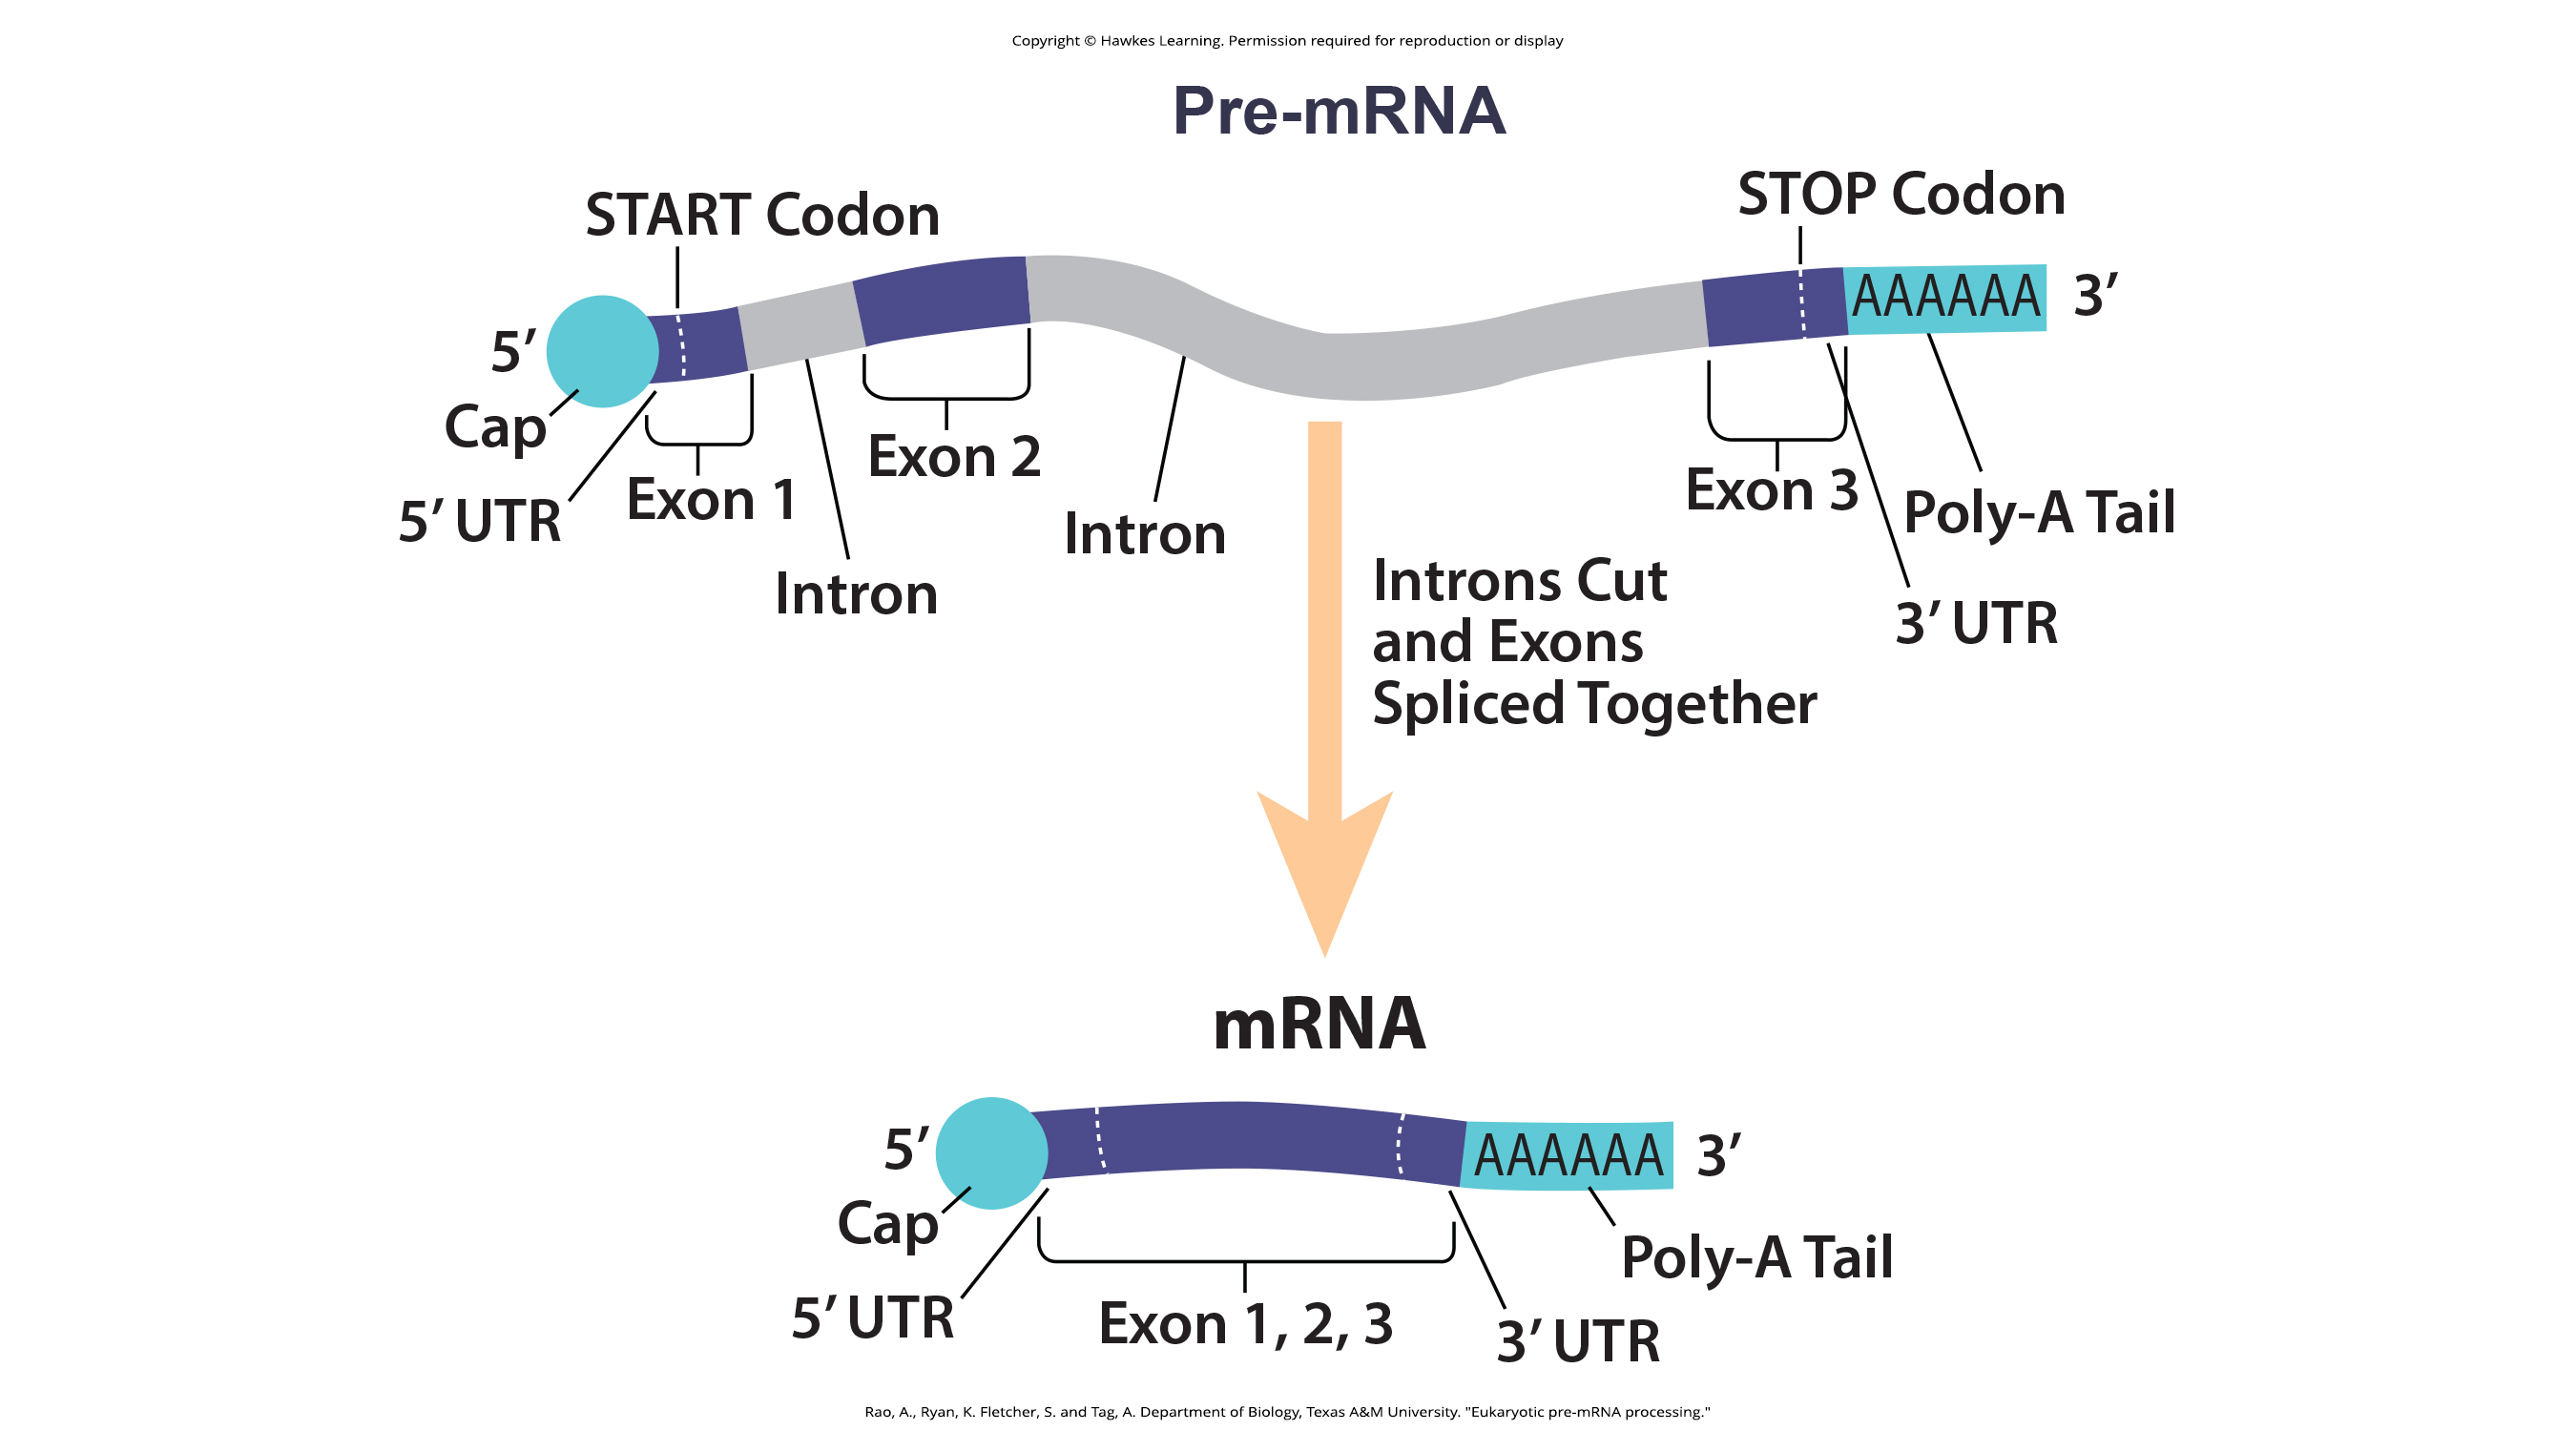 Copyright © Hawkes Learning. Permission required for reproduction or display
Pre-mRNA
START Codon
STOP Codon
5′
AAAAAA
3′
Cap
5′ UTR
Exon 1
Intron
Exon 2
Intron
Exon 3
Poly-A Tail
3′ UTR
Introns Cut
and Exons
Spliced Together
mRNA
5′
AAAAAA
3′
Cap
5′ UTR
Exon 1, 2, 3
3′ UTR
Poly-A Tail
Rao, A., Ryan, K. Fletcher, S. and Tag, A. Department of Biology, Texas A&M University. "Eukaryotic pre-mRNA processing."